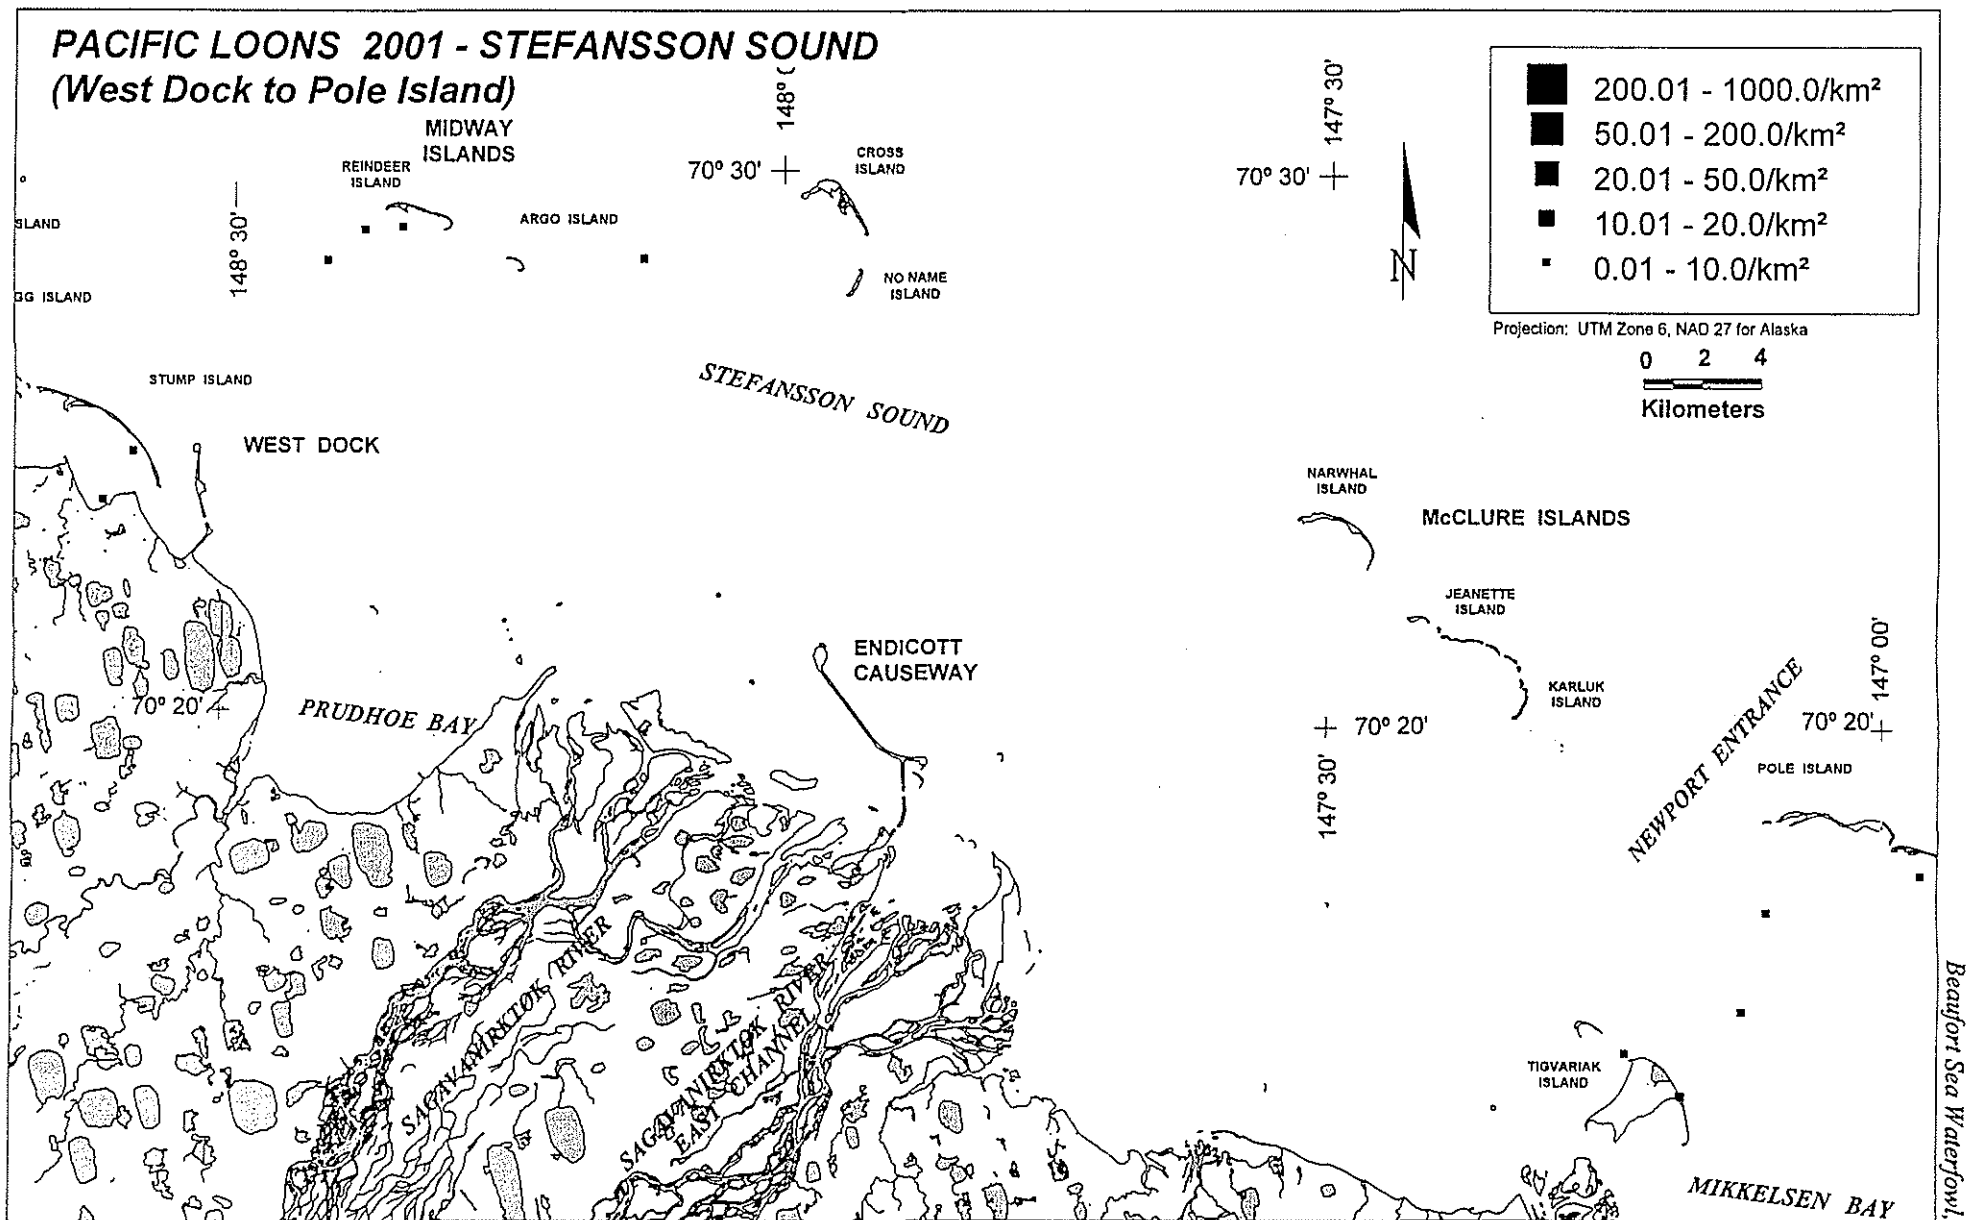 PACIFIC LOONS 2001 - STEFANSSON SOUND
(West Dock to Pole Island)
148° 0
147° 30'
200.01 - 1000.0/km²
50.01 - 200.0/km²
20.01 - 50.0/km²
10.01 - 20.0/km²
0.01 - 10.0/km²
MIDWAY
ISLANDS
REINDEER
ISLAND
70° 30'
CROSS
ISLAND
70° 30'
148° 30'
SLAND
ARGO ISLAND
N
GG ISLAND
NO NAME
ISLAND
Projection: UTM Zone 6, NAD 27 for Alaska
0 2 4
Kilometers
STUMP ISLAND
STEFANSSON SOUND
WEST DOCK
NARWHAL
ISLAND
McCLURE ISLANDS
JEANETTE
ISLAND
ENDICOTT
CAUSEWAY
147° 00'
KARLUK
ISLAND
70° 20'
PRUDHOE BAY
70° 20'
147° 30'
NEWPORT ENTRANCE
70° 20'
POLE ISLAND
SAGAVANIRKTOK RIVER
SAGAVANIRKTOK RIVER
EAST CHANNEL
TIGVARIAK
ISLAND
MIKKELSEN BAY
Beaufort Sea Waterfowl,